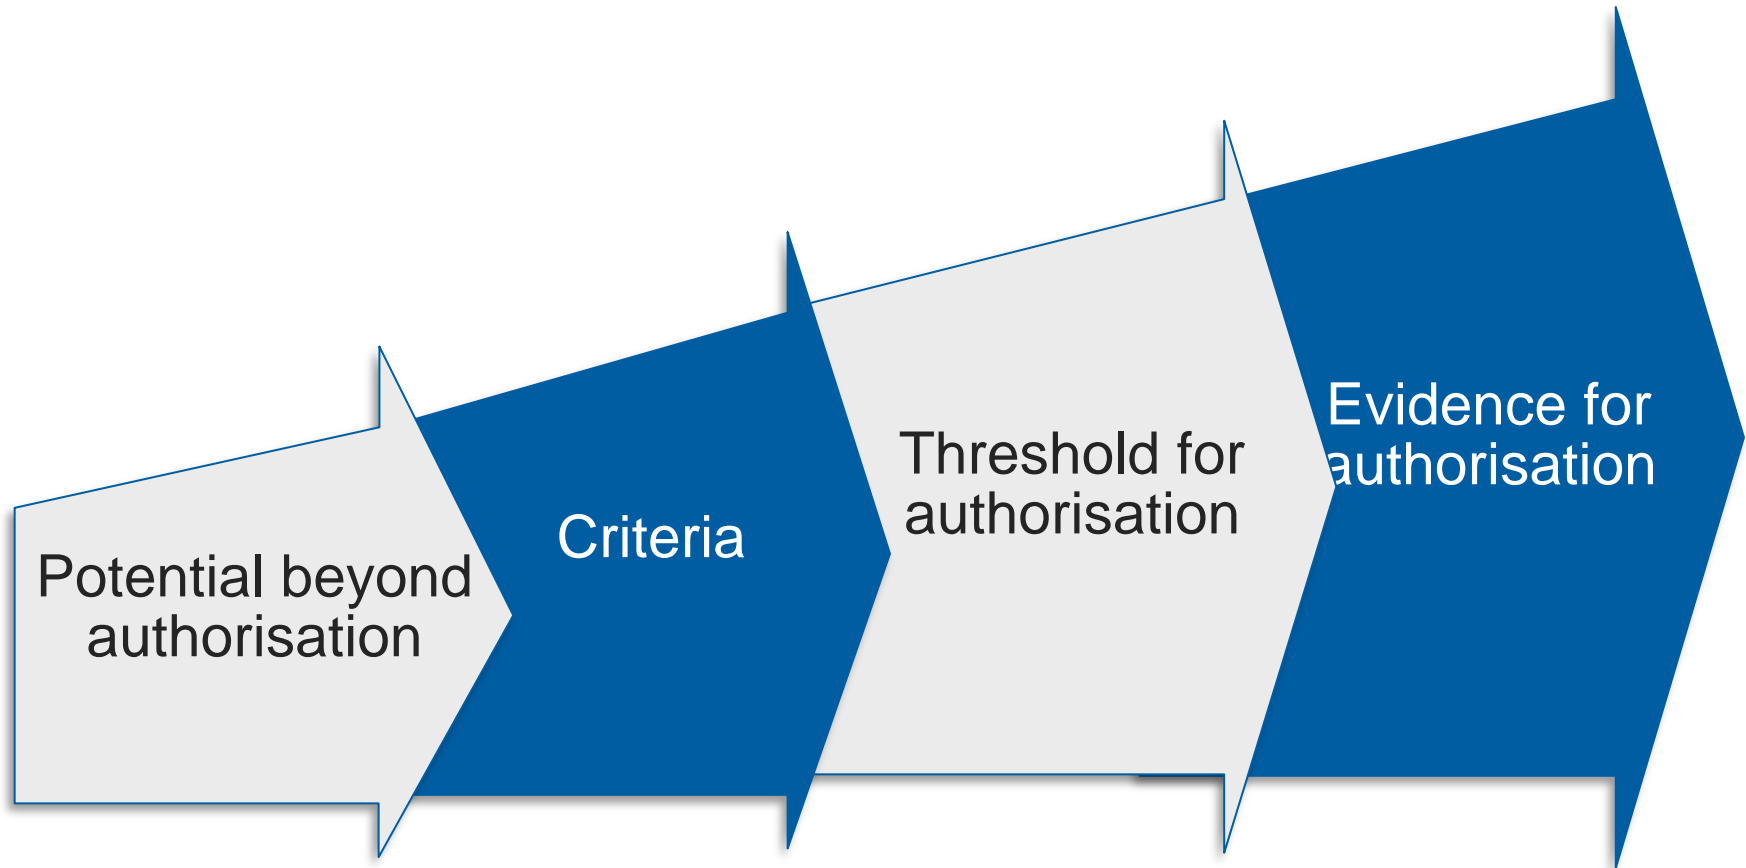 Potential beyond
authorisation
Criteria
Threshold for
authorisation
Evidence for
authorisation